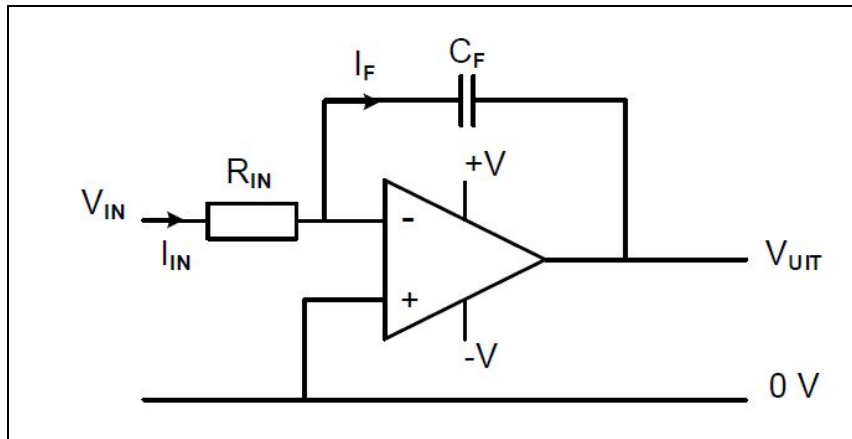 I_F
C_F
+V
R_IN
V_IN
-
I_IN
V_UIT
+
-V
0 V